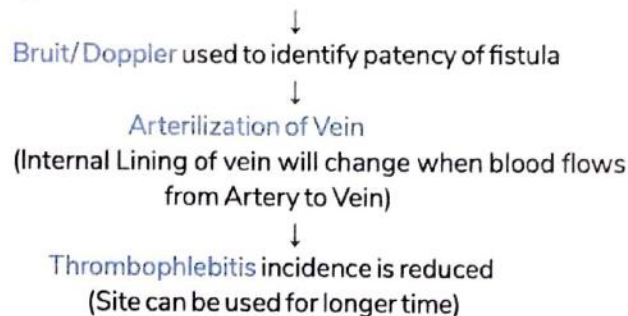 ↓
Bruit/Doppler used to identify patency of fistula
↓
Arterilization of Vein
(Internal Lining of vein will change when blood flows
from Artery to Vein)
↓
Thrombophlebitis incidence is reduced
(Site can be used for longer time)